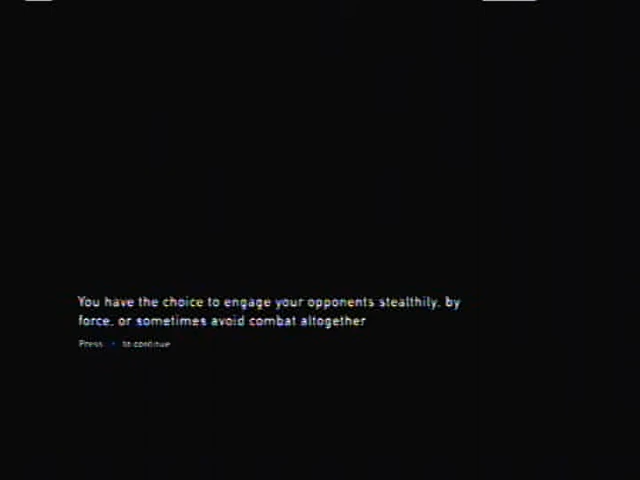 You have the choice to engage your opponents stealthily, by
force, or sometimes avoid combat altogether
Press to continue